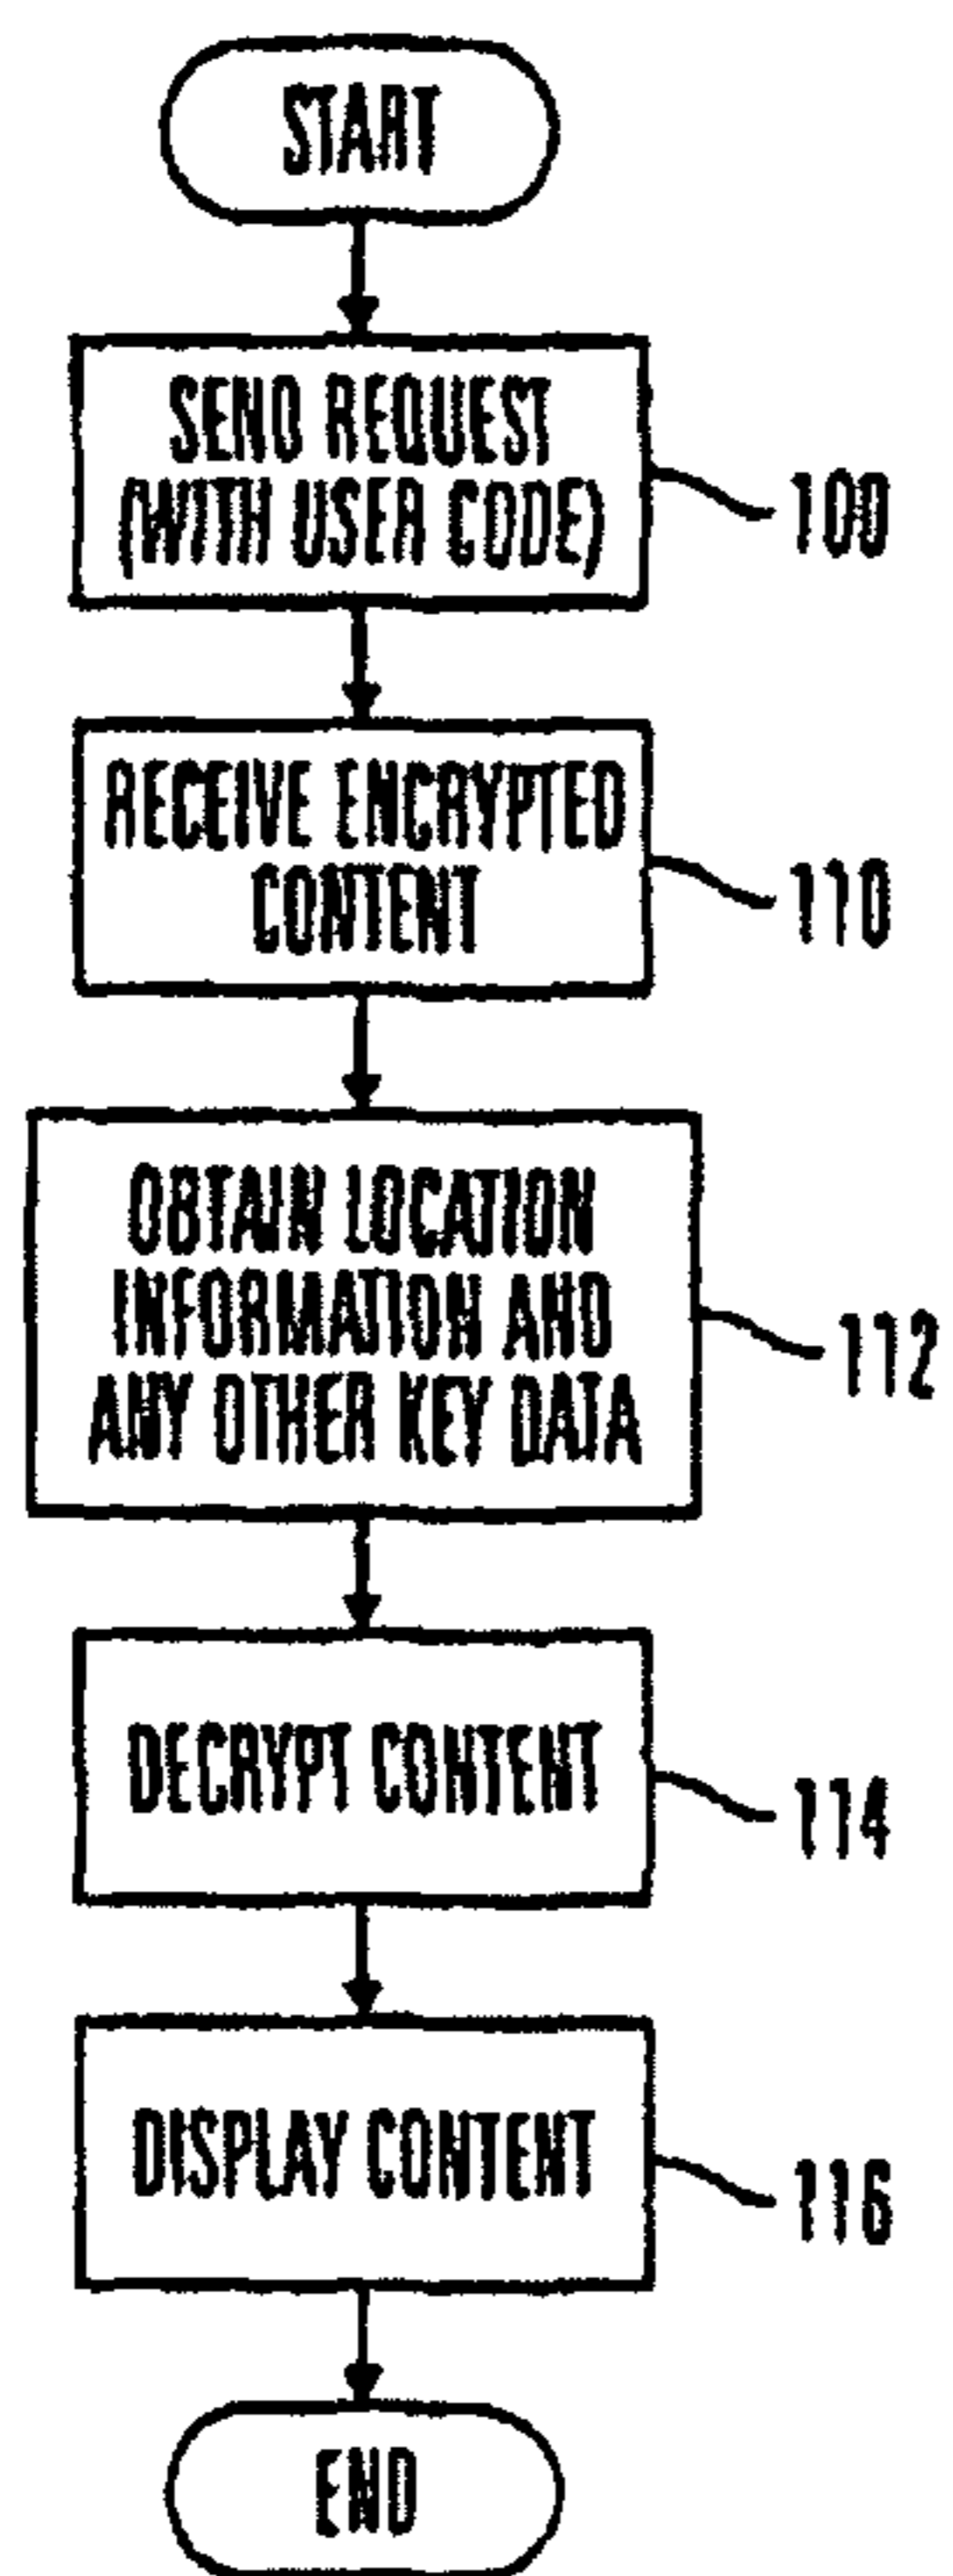 START
SEND REQUEST
(WITH USER CODE)
100
RECEIVE ENCRYPTED
CONTENT
110
OBTAIN LOCATION
INFORMATION AND
ANY OTHER KEY DATA
112
DECRYPT CONTENT
114
DISPLAY CONTENT
116
END